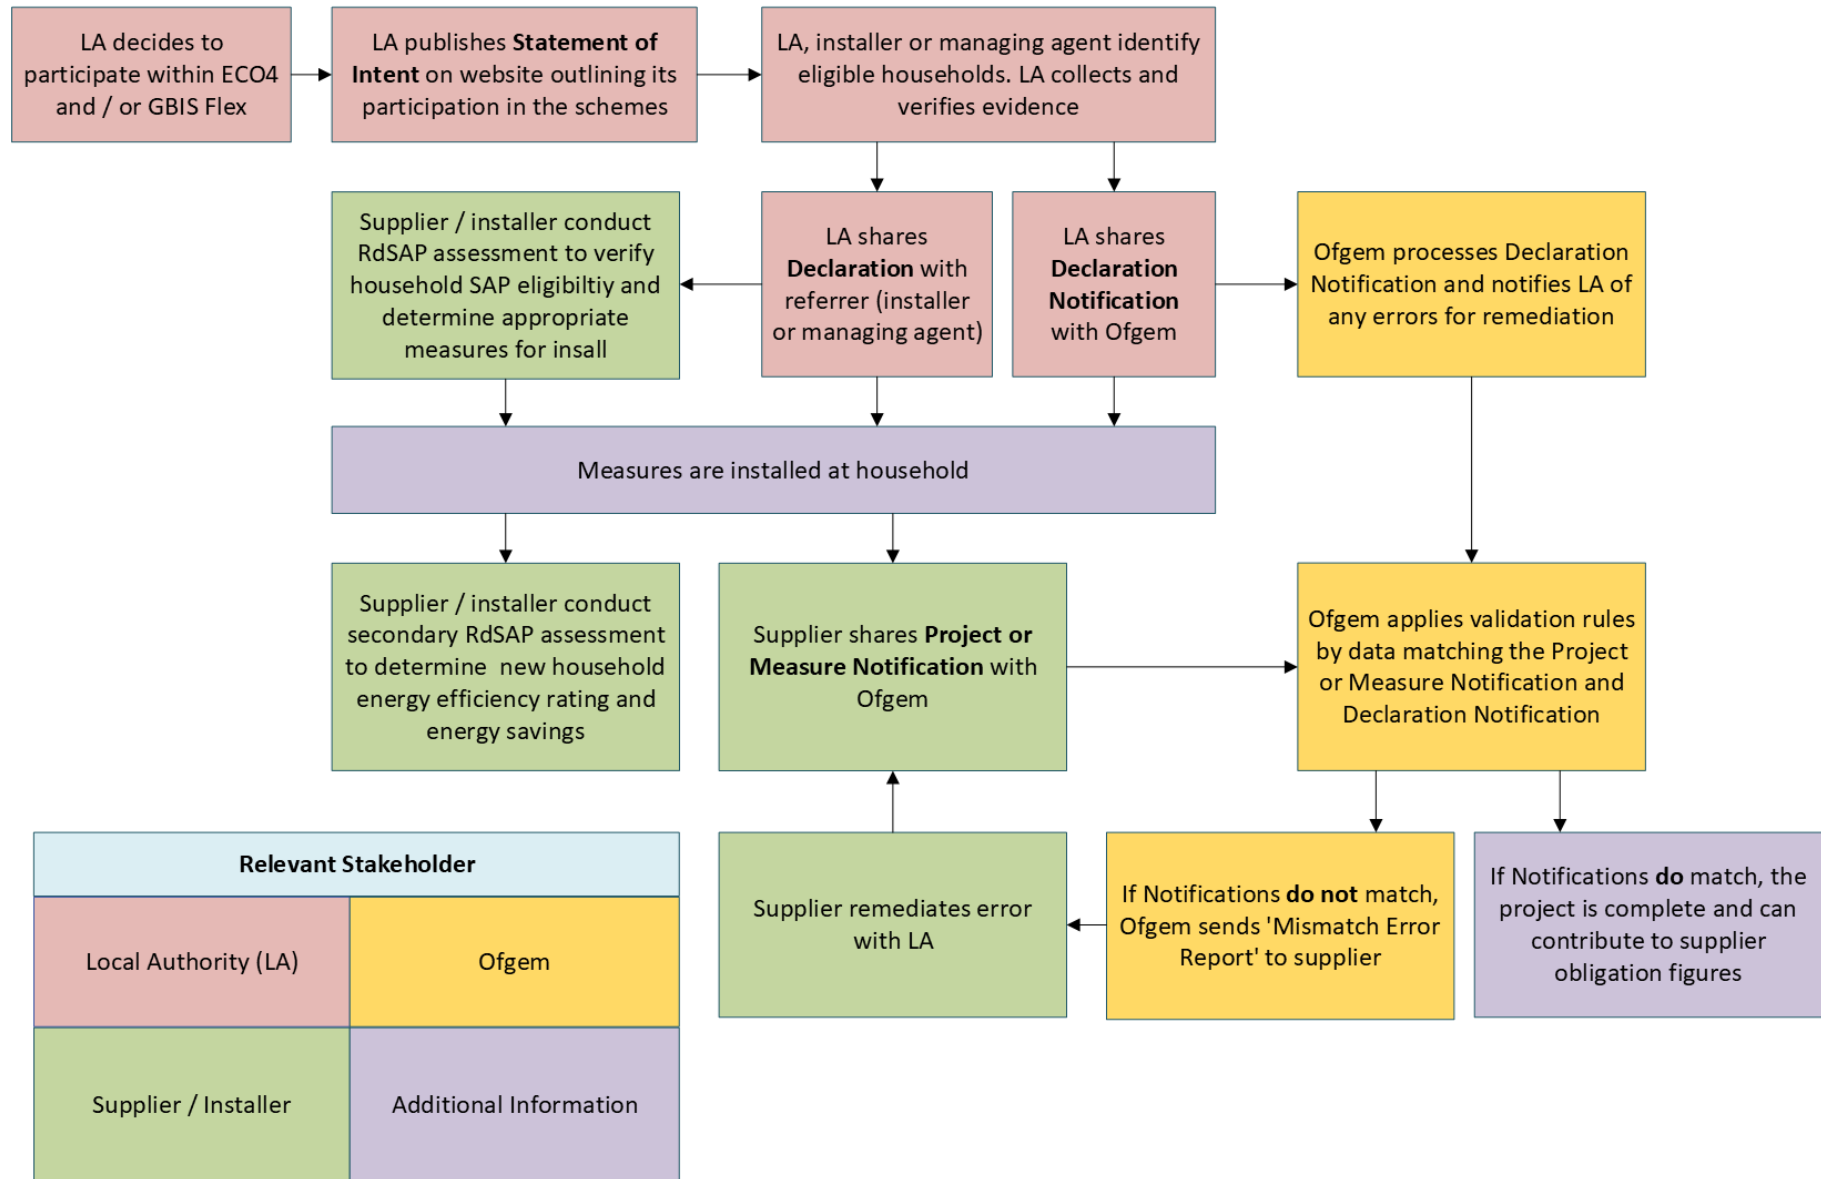 LA decides to
participate within ECO4
and / or GBIS Flex
LA publishes Statement of
Intent on website outlining its
participation in the schemes
LA, installer or managing agent identify
eligible households. LA collects and
verifies evidence
Supplier / installer conduct
RdSAP assessment to verify
household SAP eligibiltiy and
determine appropriate
measures for insall
LA shares
Declaration with
referrer (installer
or managing agent)
LA shares
Declaration
Notification
with Ofgem
Ofgem processes Declaration
Notification and notifies LA of
any errors for remediation
Measures are installed at household
Supplier / installer conduct
secondary RdSAP assessment
to determine new household
energy efficiency rating and
energy savings
Supplier shares Project or
Measure Notification with
Ofgem
Ofgem applies validation rules
by data matching the Project
or Measure Notification and
Declaration Notification
Supplier remediates error
with LA
If Notifications do not match,
Ofgem sends 'Mismatch Error
Report' to supplier
If Notifications do match, the
project is complete and can
contribute to supplier
obligation figures
Relevant Stakeholder
Local Authority (LA)
Ofgem
Supplier / Installer
Additional Information